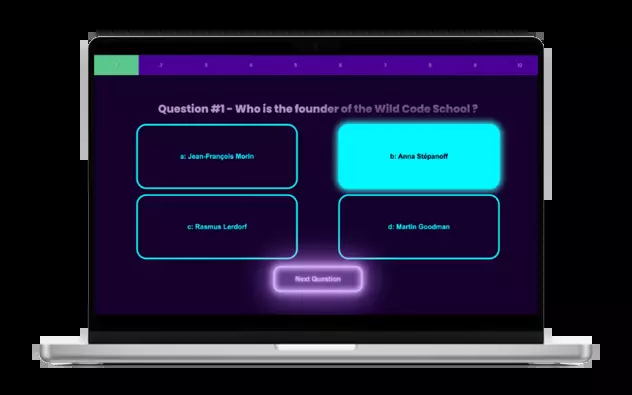 1 2 3 4 5 6 7 8 9 10
Question #1 - Who is the founder of the Wild Code School ?
a: Jean-François Morin
b: Anna Stépanoff
c: Rasmus Lerdorf
d: Martin Goodman
Next Question